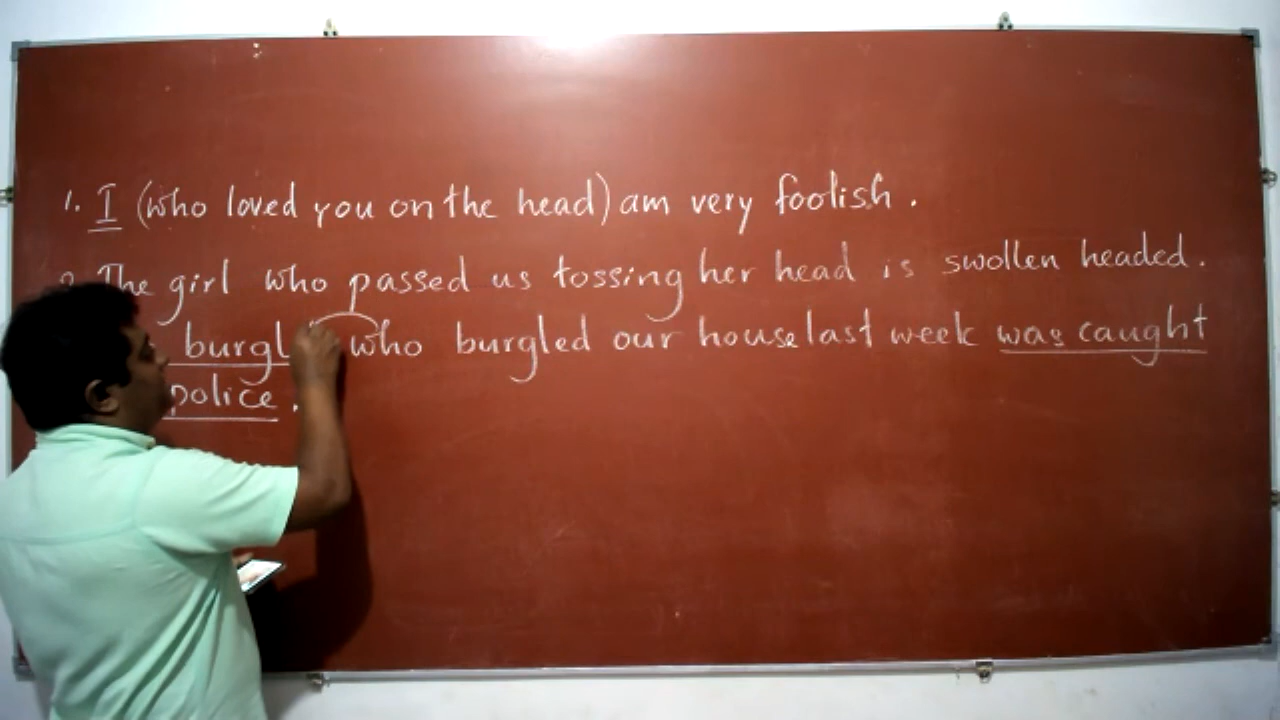 1. I (who loved you on the head) am very foolish .
The girl who passed us tossing her head is swollen headed .
burgl who burgled our house last week was caught
police .